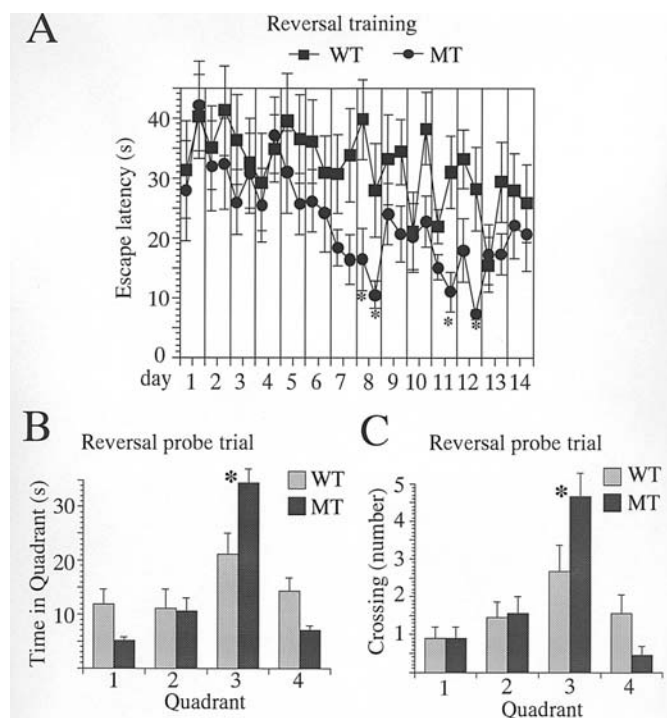 A
Reversal training
WT MT
Escape latency (s)
40
30
20
10
0
* * * *
day 1 2 3 4 5 6 7 8 9 10 11 12 13 14
B
Reversal probe trial
WT
MT
*
Time in Quadrant (s)
30
20
10
1 2 3 4
Quadrant
C
Reversal probe trial
WT
MT
*
Crossing (number)
5
4
3
2
1
1 2 3 4
Quadrant